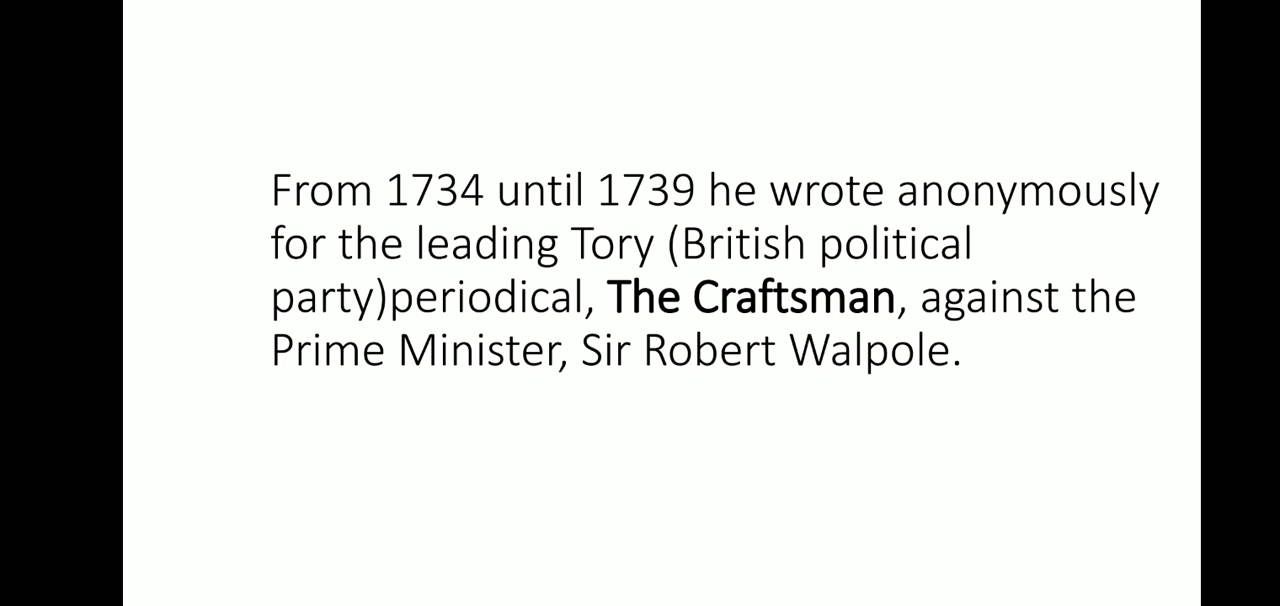 From 1734 until 1739 he wrote anonymously
for the leading Tory (British political
party)periodical, The Craftsman, against the
Prime Minister, Sir Robert Walpole.